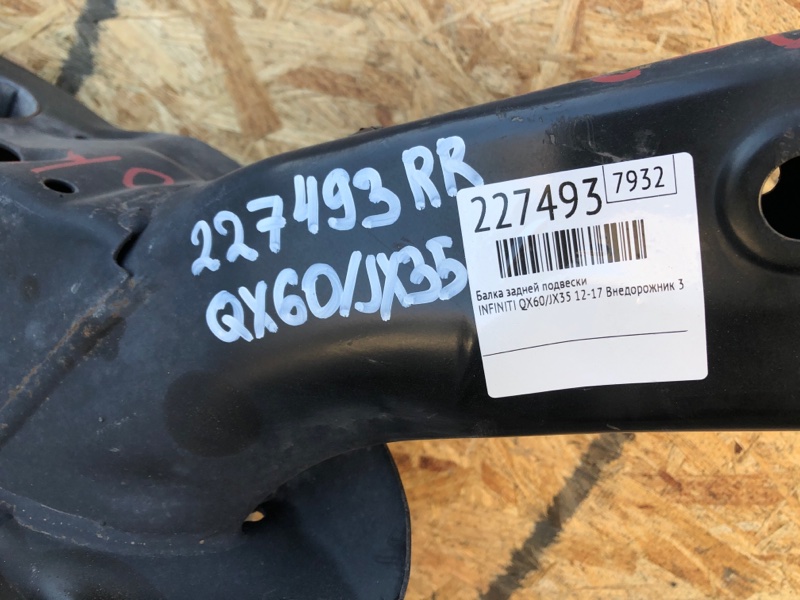 227493 RR
QX60/JX35
227493 7932
Балка задней подвески
INFINITI QX60/JX35 12-17 Внедорожник 3